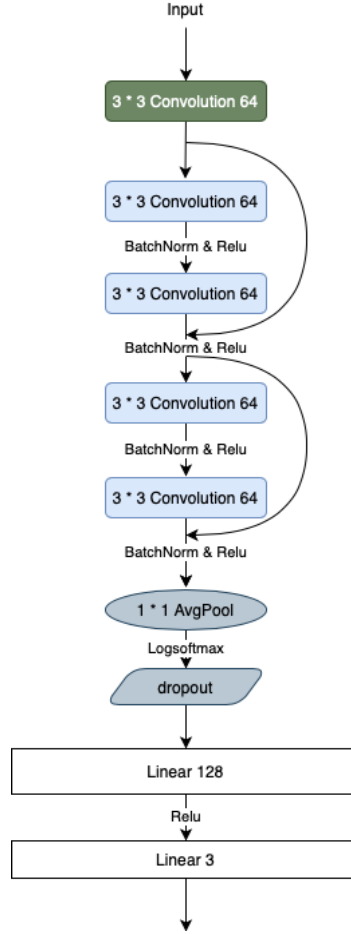 Input
3 * 3 Convolution 64
3 * 3 Convolution 64
BatchNorm & Relu
3 * 3 Convolution 64
BatchNorm & Relu
3 * 3 Convolution 64
BatchNorm & Relu
3 * 3 Convolution 64
BatchNorm & Relu
1 * 1 AvgPool
Logsoftmax
dropout
Linear 128
Relu
Linear 3